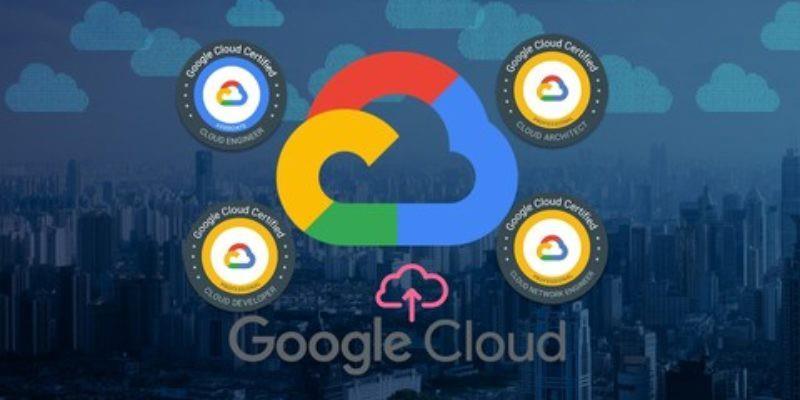 Google Cloud Certified
ASSOCIATE
CLOUD ENGINEER
Google Cloud Certified
PROFESSIONAL
CLOUD ARCHITECT
Google Cloud Certified
PROFESSIONAL
CLOUD DEVELOPER
Google Cloud Certified
PROFESSIONAL
CLOUD NETWORK ENGINEER
Google Cloud